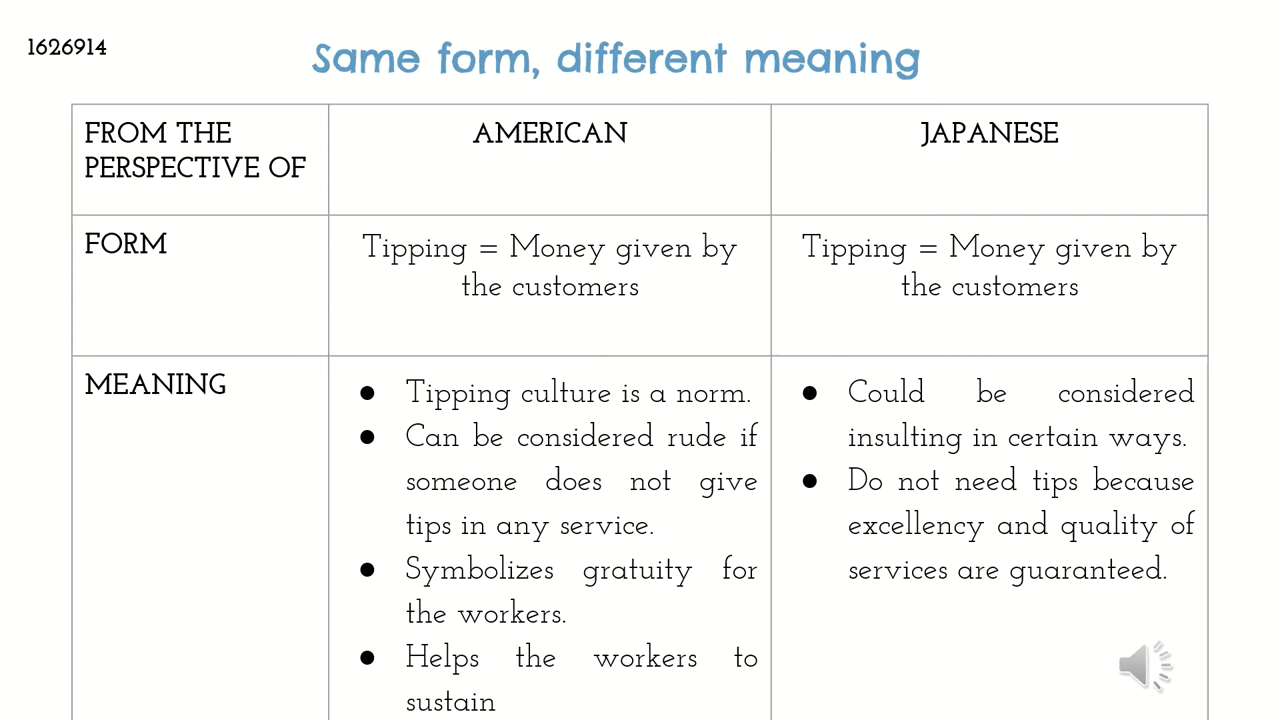 1626914
Same form, different meaning
FROM THE
PERSPECTIVE OF
AMERICAN
JAPANESE
FORM
Tipping = Money given by
the customers
Tipping = Money given by
the customers
MEANING
● Tipping culture is a norm.
● Can be considered rude if
someone does not give
tips in any service.
● Symbolizes gratuity for
the workers.
● Helps the workers to
sustain
● Could be considered
insulting in certain ways.
● Do not need tips because
excellency and quality of
services are guaranteed.